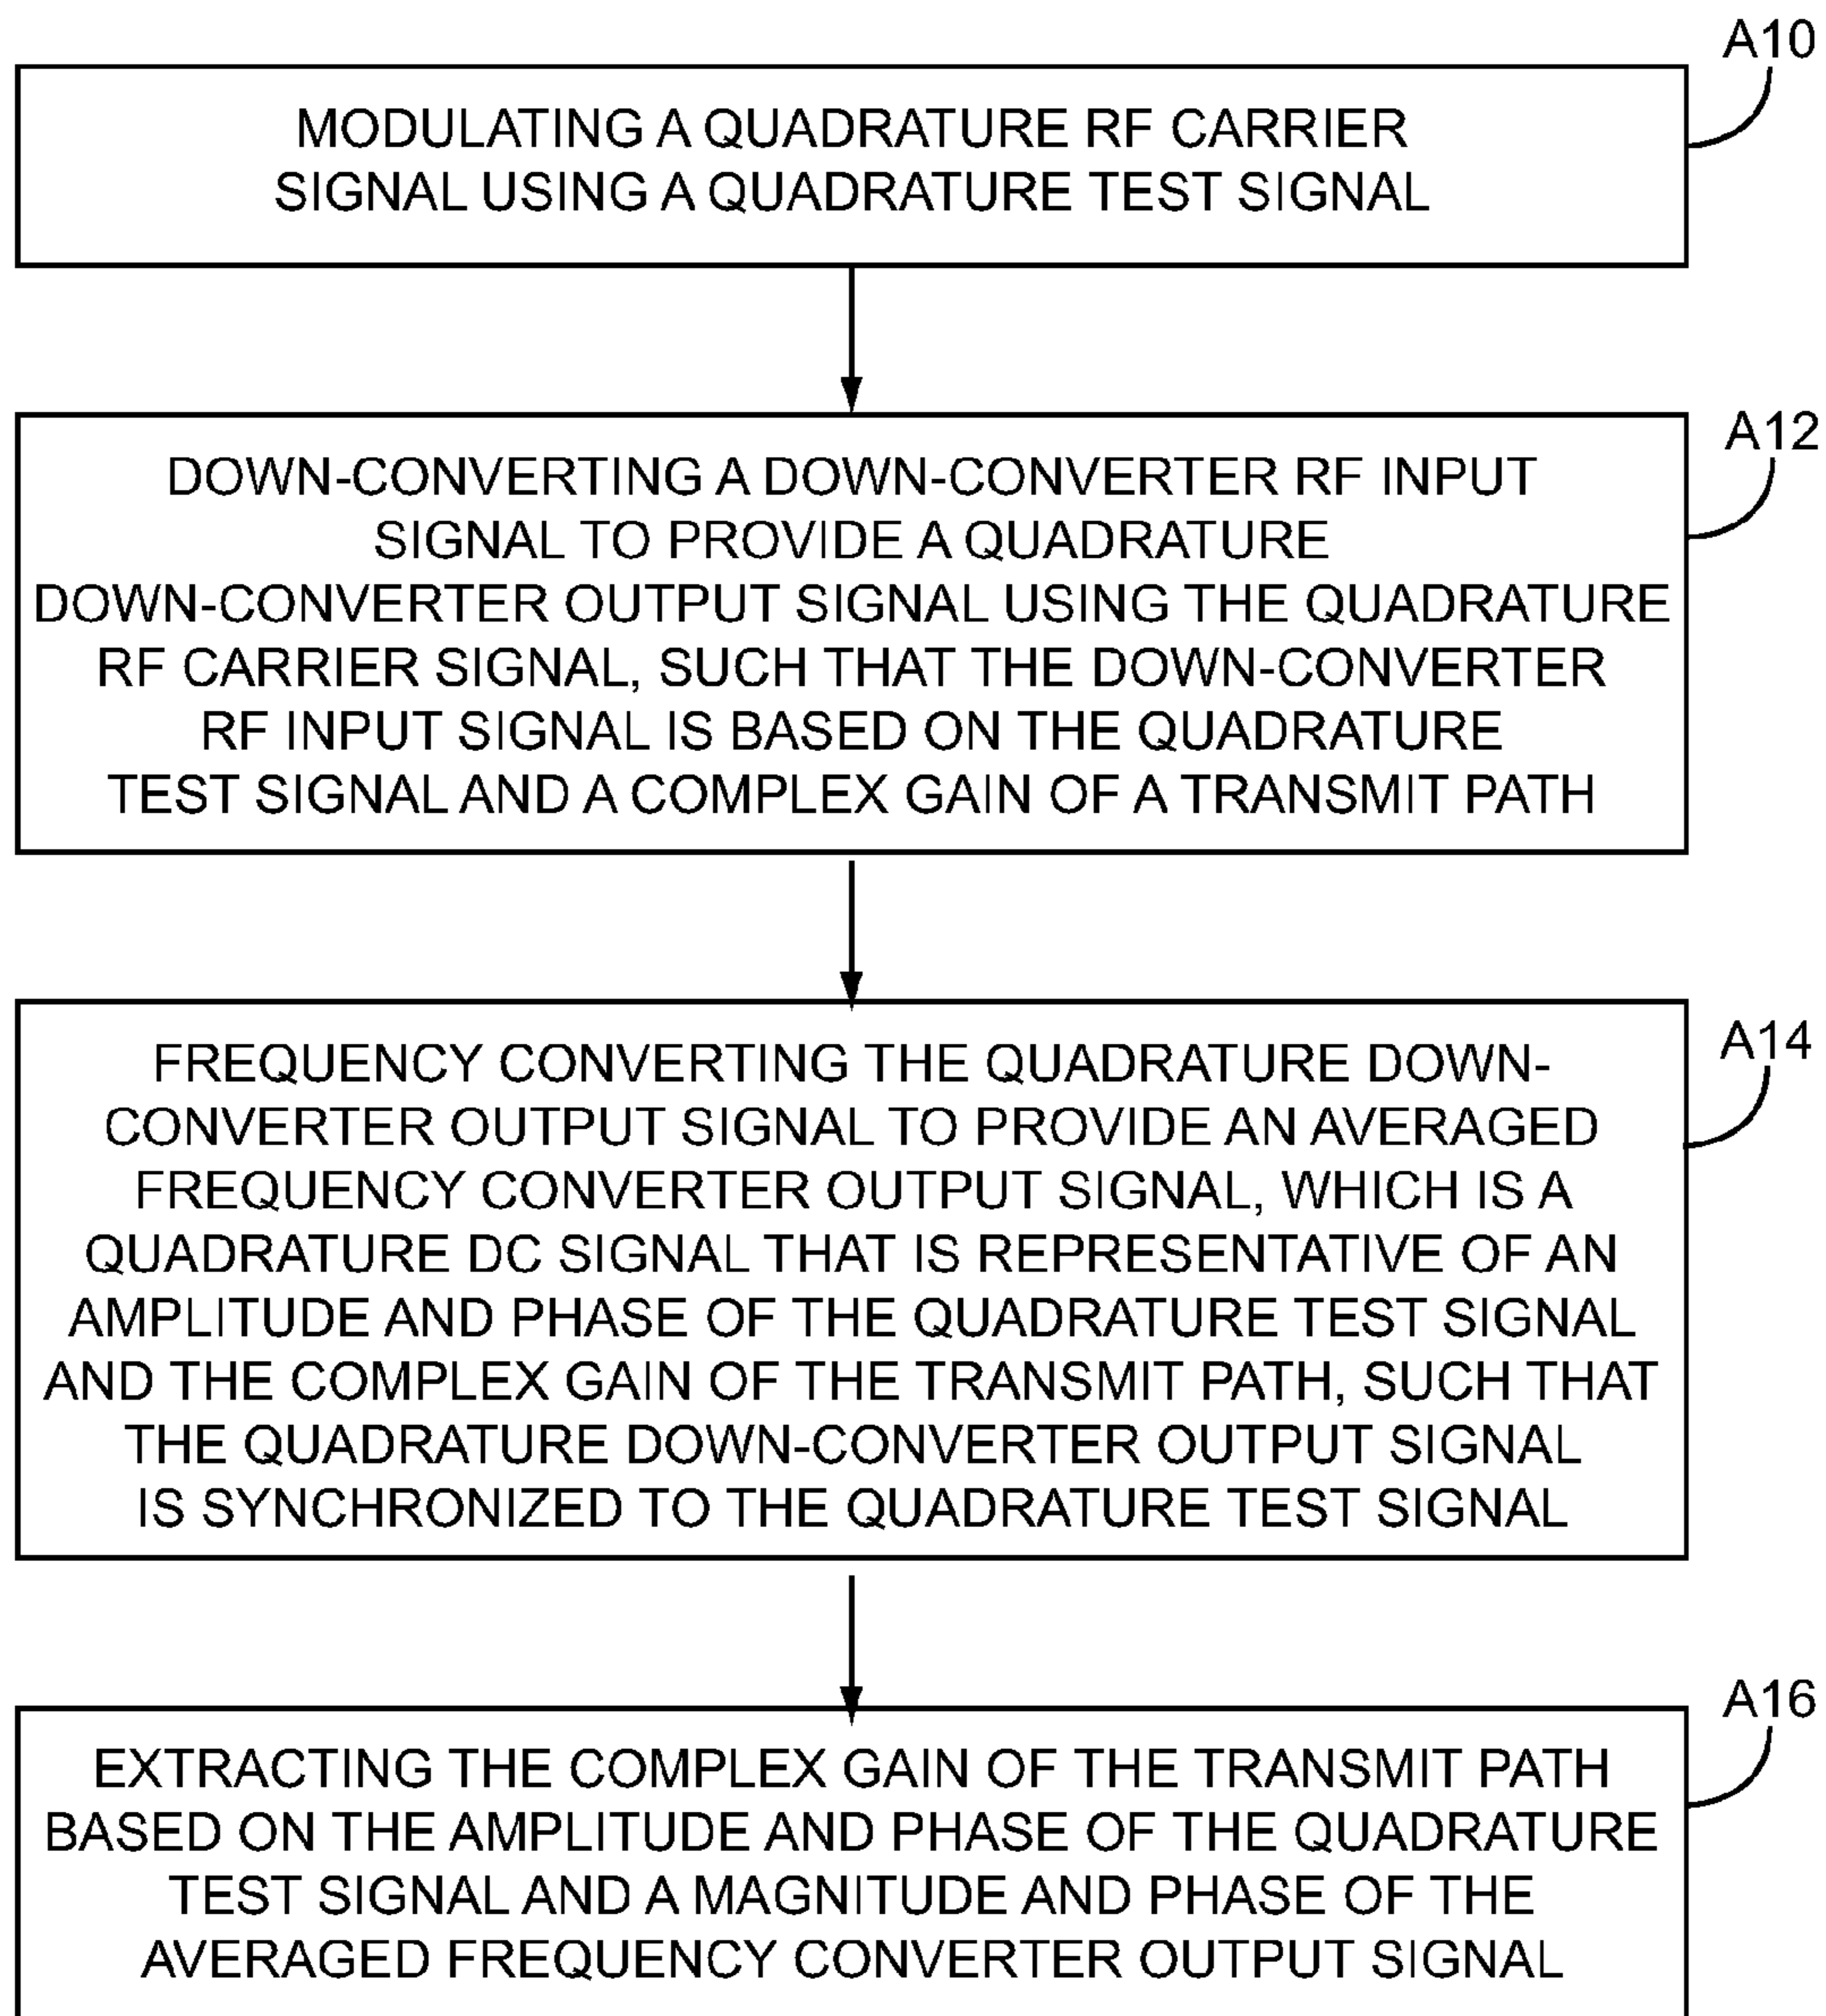 A10
MODULATING A QUADRATURE RF CARRIER
SIGNAL USING A QUADRATURE TEST SIGNAL
A12
DOWN-CONVERTING A DOWN-CONVERTER RF INPUT
SIGNAL TO PROVIDE A QUADRATURE
DOWN-CONVERTER OUTPUT SIGNAL USING THE QUADRATURE
RF CARRIER SIGNAL, SUCH THAT THE DOWN-CONVERTER
RF INPUT SIGNAL IS BASED ON THE QUADRATURE
TEST SIGNAL AND A COMPLEX GAIN OF A TRANSMIT PATH
A14
FREQUENCY CONVERTING THE QUADRATURE DOWN-
CONVERTER OUTPUT SIGNAL TO PROVIDE AN AVERAGED
FREQUENCY CONVERTER OUTPUT SIGNAL, WHICH IS A
QUADRATURE DC SIGNAL THAT IS REPRESENTATIVE OF AN
AMPLITUDE AND PHASE OF THE QUADRATURE TEST SIGNAL
AND THE COMPLEX GAIN OF THE TRANSMIT PATH, SUCH THAT
THE QUADRATURE DOWN-CONVERTER OUTPUT SIGNAL
IS SYNCHRONIZED TO THE QUADRATURE TEST SIGNAL
A16
EXTRACTING THE COMPLEX GAIN OF THE TRANSMIT PATH
BASED ON THE AMPLITUDE AND PHASE OF THE QUADRATURE
TEST SIGNAL AND A MAGNITUDE AND PHASE OF THE
AVERAGED FREQUENCY CONVERTER OUTPUT SIGNAL